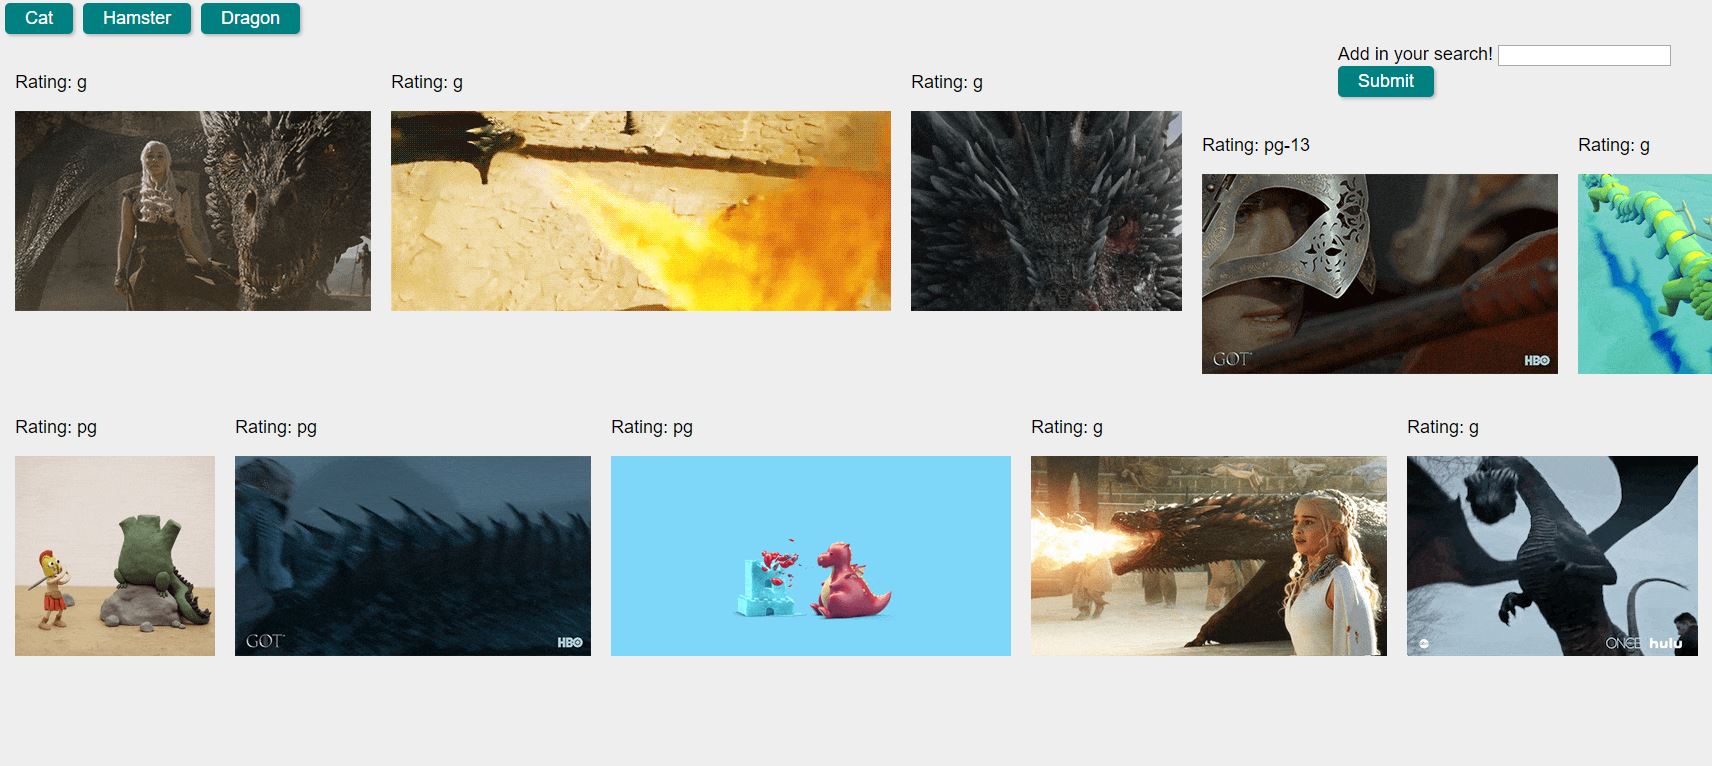 Cat Hamster Dragon
Add in your search!
Submit
Rating: g
Rating: g
Rating: g
Rating: pg-13
Rating: g
GOT
HBO
Rating: pg
Rating: pg
Rating: pg
Rating: g
Rating: g
GOT
HBO
ONCE hulu